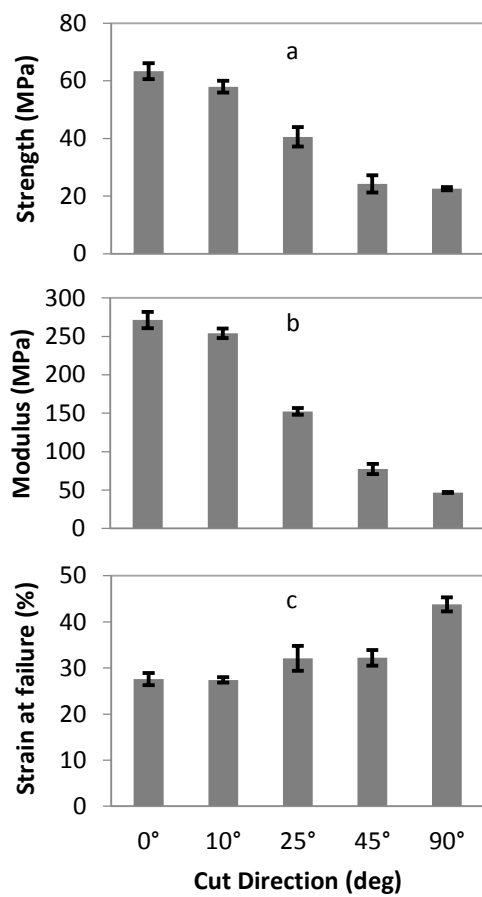 80
60
40
20
0
Strength (MPa)
a
300
250
200
150
100
50
0
Modulus (MPa)
b
50
40
30
20
10
0
Strain at failure (%)
c
0° 10° 25° 45° 90°
Cut Direction (deg)